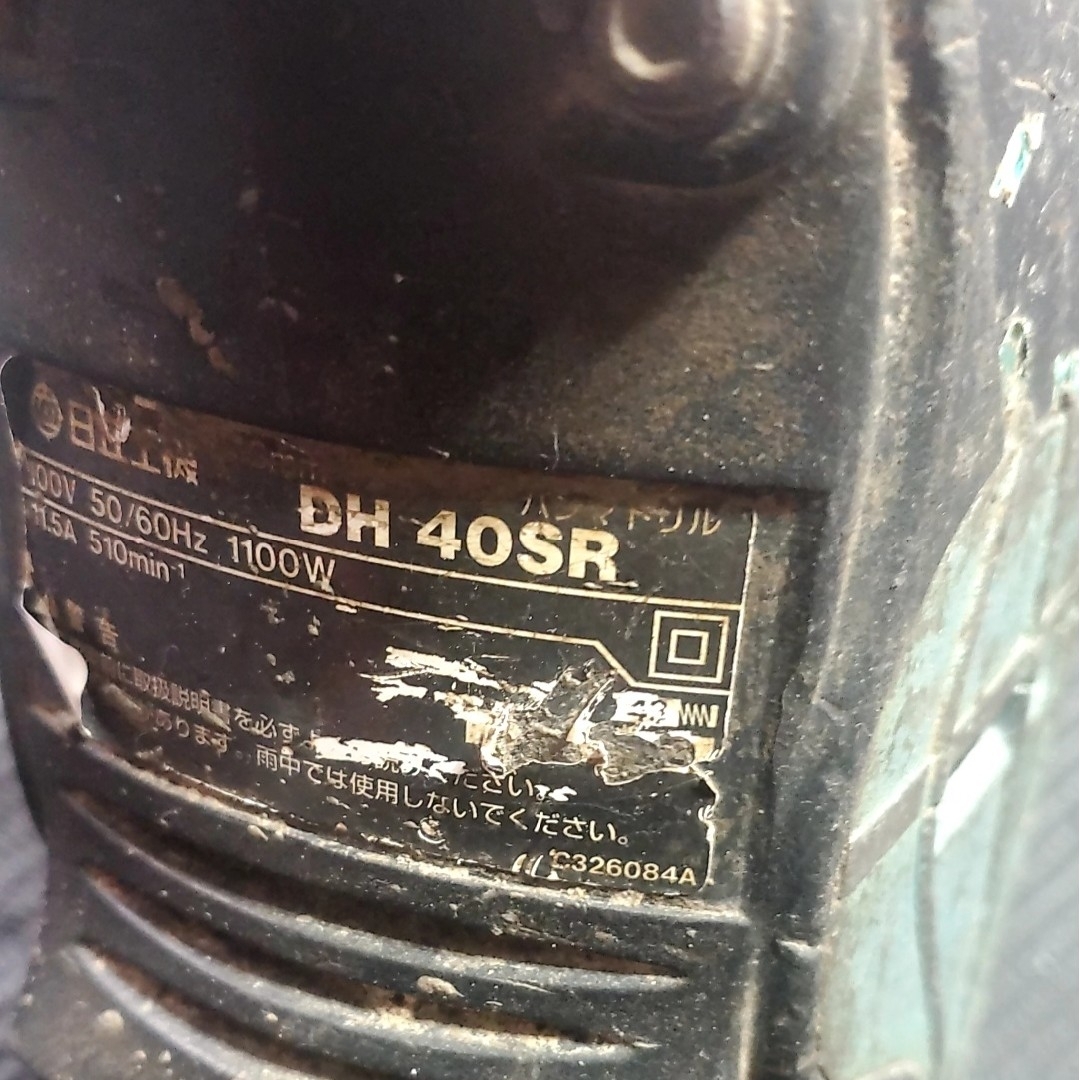 日立工機
ハンマドリル
DH 40SR
100V 50/60Hz 1100W
11.5A 510min⁻¹
警告
に取扱説明書を必ずよ ください。
があります 雨中では使用しないでください。
C326084A